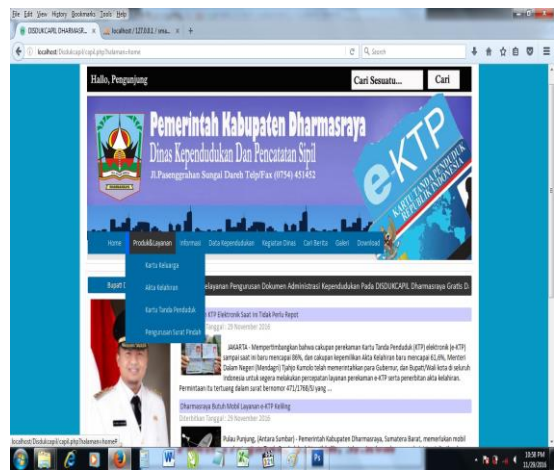 File Edit View History Bookmarks Tools Help
DISDUKCAPIL DHARMASR... × localhost / 127.0.0.1 / sma... × +
localhost/Disdukcapil/capil.php?halaman=home Search
Hallo, Pengunjung Cari Sesuatu... Cari
Pemerintah Kabupaten Dharmasraya
Dinas Kependudukan Dan Pencatatan Sipil
Jl.Pasenggrahan Sungai Dareh Telp/Fax (0754) 451452
e-KTP
KARTU TANDA PENDUDUK
REPUBLIK INDONESIA
Home Produk&Layanan Informasi Data Kependudukan Kegiatan Dinas Cari Berita Galeri Download
Kartu Keluarga
Akta Kelahiran
Kartu Tanda Penduduk
Pengurusan Surat Pindah
Bupati
elayanan Pengurusan Dokumen Administrasi Kependudukan Pada DISDUKCAPIL Dharmasraya Gratis D
KTP Elektronik Saat ini Tidak Perlu Repot
Tanggal : 29 November 2016
JAKARTA - Mempertimbangkan bahwa cakupan perekaman Kartu Tanda Penduduk (KTP) elektronik (e-KTP)
sampai saat ini baru mencapai 86%, dan cakupan kepemilikan Akta Kelahiran baru mencapai 61,6%, Menteri
Dalam Negeri (Mendagri) Tjahjo Kumolo telah memerintahkan para Gubernur, dan Bupati/Wali kota di seluruh
Indonesia untuk segera melakukan percepatan layanan perekaman e-KTP serta penerbitan akta kelahiran.
Permintaan itu tertuang dalam surat bernomor 471/1768/SJ yang ...
Dharmasraya Butuh Mobil Layanan e-KTP Keliling
Diterbitkan Tanggal : 29 November 2016
Pulau Punjung, (Antara Sumbar) - Pemerintah Kabupaten Dharmasraya, Sumatera Barat, memerlukan mobil
localhost/Disdukcapil/capil.php?halaman=home#
10:58 PM